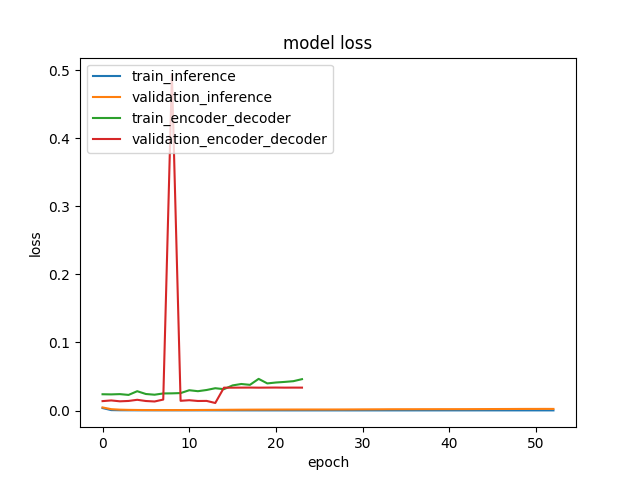 model loss
train_inference
validation_inference
train_encoder_decoder
validation_encoder_decoder
0.5
0.4
0.3
0.2
0.1
0.0
loss
0 10 20 30 40 50
epoch